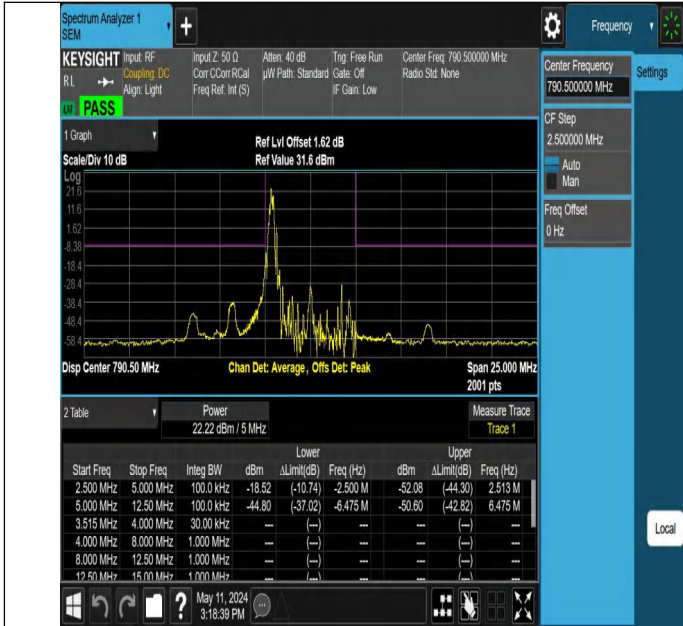 Spectrum Analyzer 1
SEM
Frequency
KEYSIGHT Input: RF Input Z: 50 Ω Atten: 40 dB Trig: Free Run Center Freq: 790.500000 MHz
RL Coupling: DC Corr CCorr RCal µW Path: Standard Gate: Off Radio Std: None
Align: Light Freq Ref: Int (S) IF Gain: Low
PASS
Center Frequency
790.500000 MHz
Settings
CF Step
2.500000 MHz
Auto
Man
Freq Offset
0 Hz
1 Graph
Scale/Div 10 dB
Ref Lvl Offset 1.62 dB
Ref Value 31.6 dBm
Log
21.6
11.6
1.62
-8.38
-18.4
-28.4
-38.4
-48.4
-58.4
Disp Center 790.50 MHz Chan Det: Average , Offs Det: Peak Span 25.000 MHz
2001 pts
2 Table
Power
22.22 dBm / 5 MHz
Measure Trace
Trace 1
Lower Upper
Start Freq Stop Freq Integ BW dBm ΔLimit(dB) Freq (Hz) dBm ΔLimit(dB) Freq (Hz)
2.500 MHz 5.000 MHz 100.0 kHz -18.52 (-10.74) -2.500 M -52.08 (-44.30) 2.513 M
5.000 MHz 12.50 MHz 100.0 kHz -44.80 (-37.02) -6.475 M -50.60 (-42.82) 6.475 M
3.515 MHz 4.000 MHz 30.00 kHz --- (---) --- --- (---) ---
4.000 MHz 8.000 MHz 1.000 MHz --- (---) --- --- (---) ---
8.000 MHz 12.50 MHz 1.000 MHz --- (---) --- --- (---) ---
12.50 MHz 15.00 MHz 1.000 MHz --- (---) --- --- (---) ---
Local
? May 11, 2024
3:18:39 PM